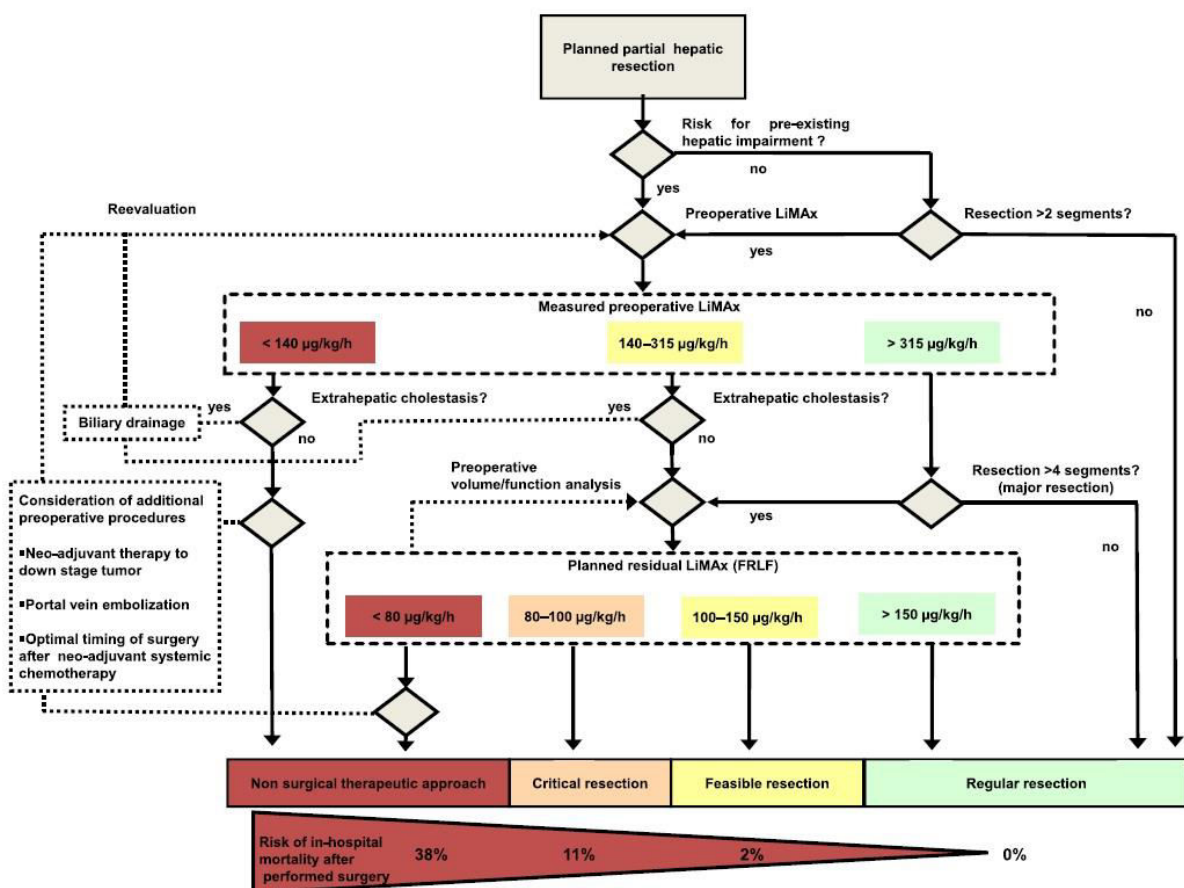 Planned partial hepatic
resection
Risk for pre-existing
hepatic impairment ?
no
yes
Reevaluation
Preoperative LiMAx
Resection >2 segments?
yes
no
Measured preoperative LiMAx
< 140 µg/kg/h
140–315 µg/kg/h
> 315 µg/kg/h
Extrahepatic cholestasis?
Extrahepatic cholestasis?
yes
yes
Biliary drainage
no
no
Preoperative
volume/function analysis
Resection >4 segments?
(major resection)
Consideration of additional
preoperative procedures
yes
no
▪Neo-adjuvant therapy to
down stage tumor
▪Portal vein embolization
▪Optimal timing of surgery
after neo-adjuvant systemic
chemotherapy
Planned residual LiMAx (FRLF)
< 80 µg/kg/h
80–100 µg/kg/h
100–150 µg/kg/h
> 150 µg/kg/h
Non surgical therapeutic approach
Critical resection
Feasible resection
Regular resection
Risk of in-hospital
mortality after
performed surgery
38%
11%
2%
0%